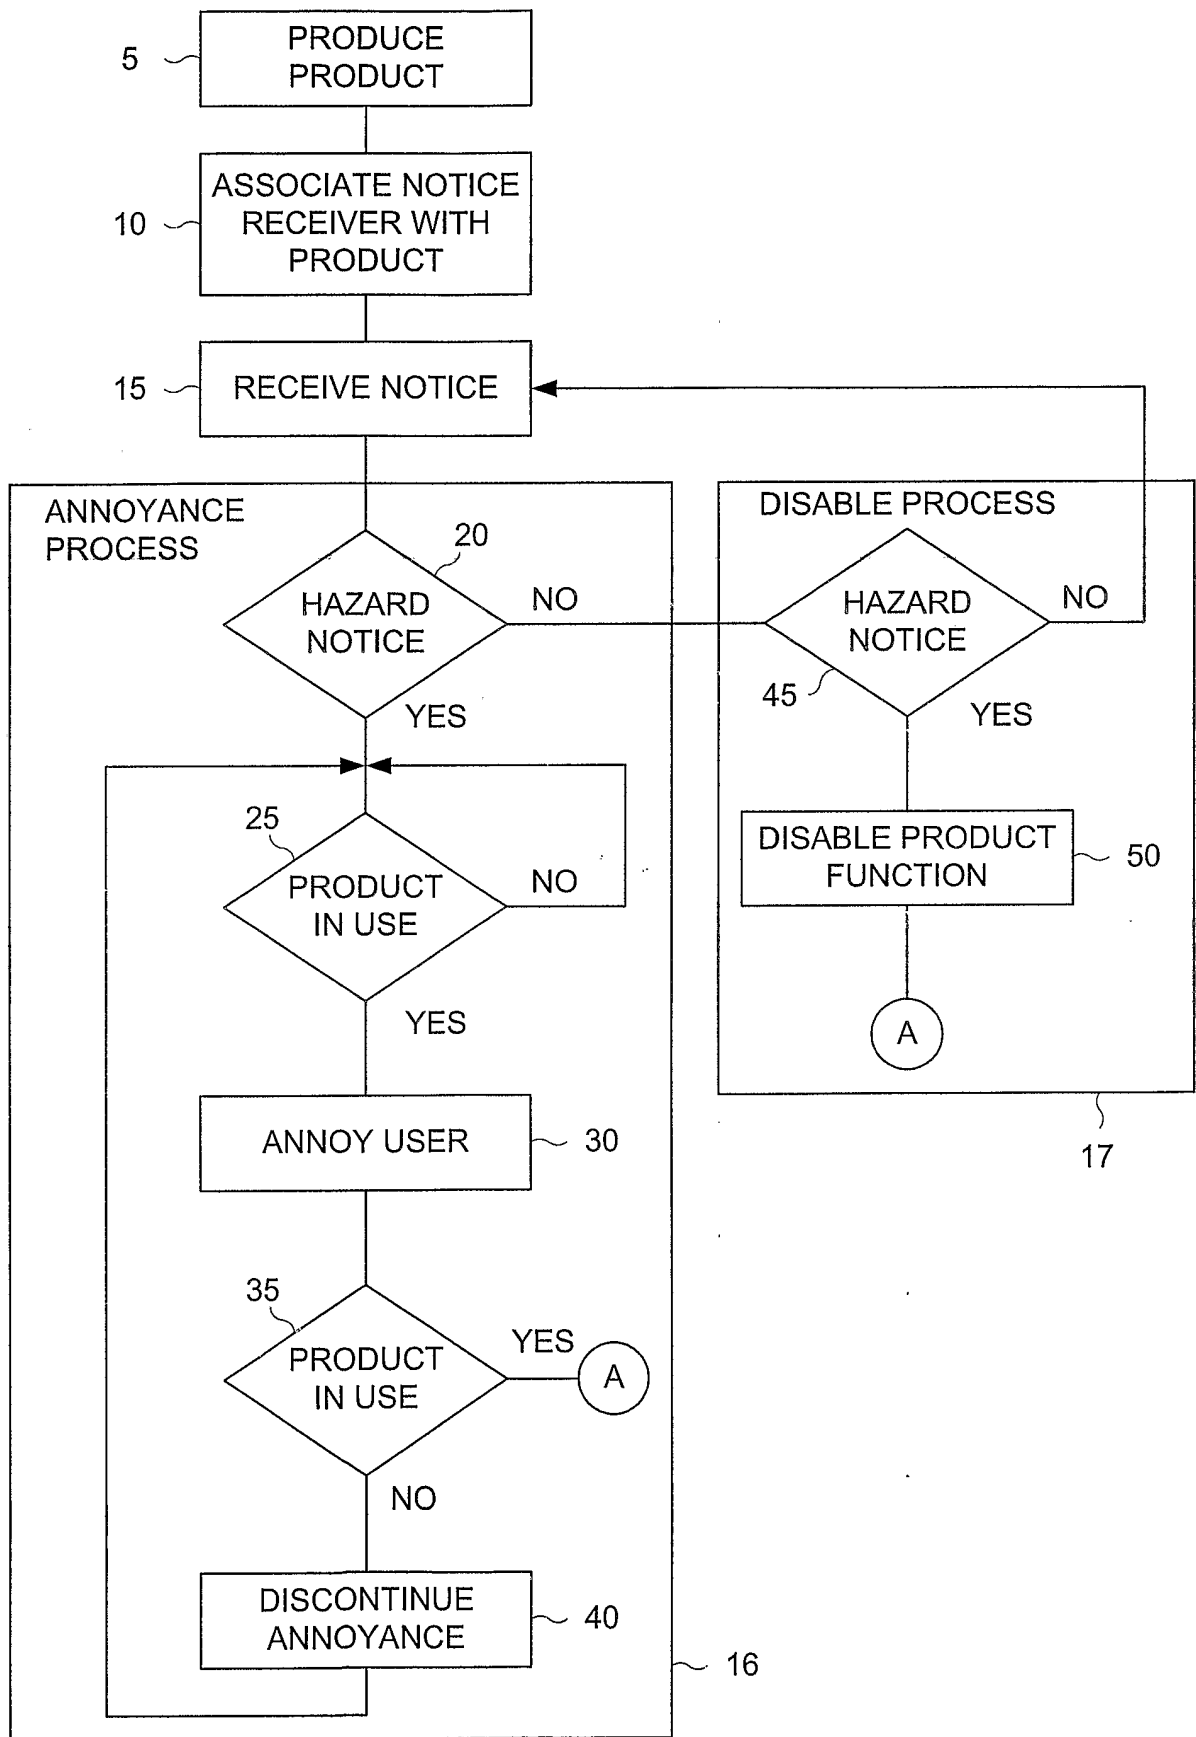 PRODUCE
PRODUCT
5
ASSOCIATE NOTICE
RECEIVER WITH
PRODUCT
10
RECEIVE NOTICE
15
ANNOYANCE
PROCESS
20
HAZARD
NOTICE
NO
YES
25
PRODUCT
IN USE
NO
YES
ANNOY USER
30
35
PRODUCT
IN USE
YES
A
NO
DISCONTINUE
ANNOYANCE
40
16
DISABLE PROCESS
HAZARD
NOTICE
NO
45
YES
DISABLE PRODUCT
FUNCTION
50
A
17